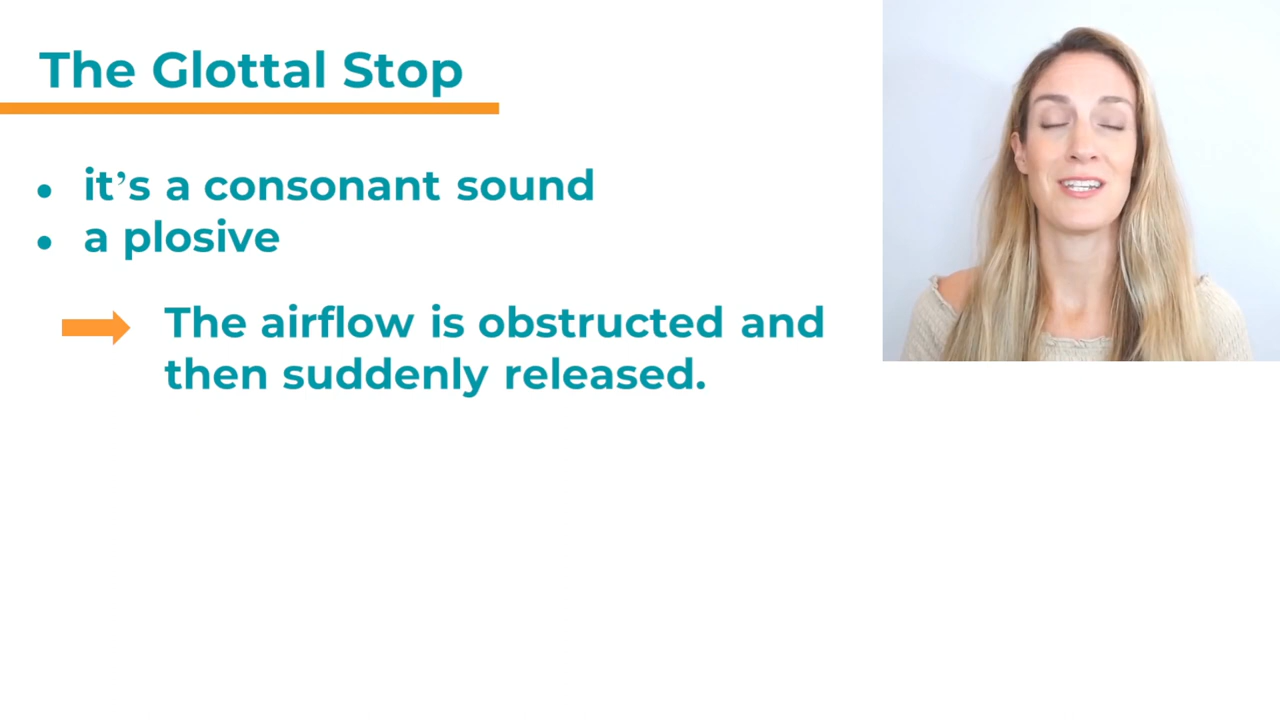 The Glottal Stop
• it’s a consonant sound
• a plosive
The airflow is obstructed and
then suddenly released.